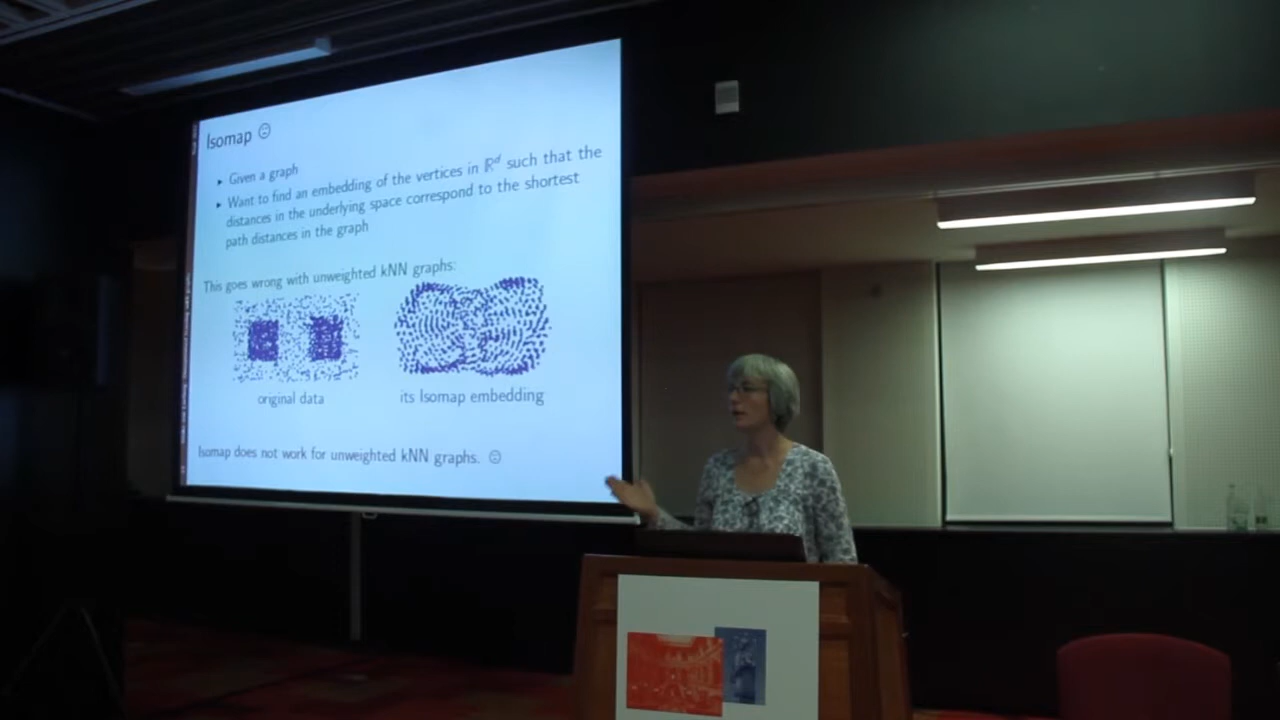 Isomap ☹
▸ Given a graph
▸ Want to find an embedding of the vertices in ℝᵈ such that the
distances in the underlying space correspond to the shortest
path distances in the graph
This goes wrong with unweighted kNN graphs:
original data
its Isomap embedding
Isomap does not work for unweighted kNN graphs. ☹